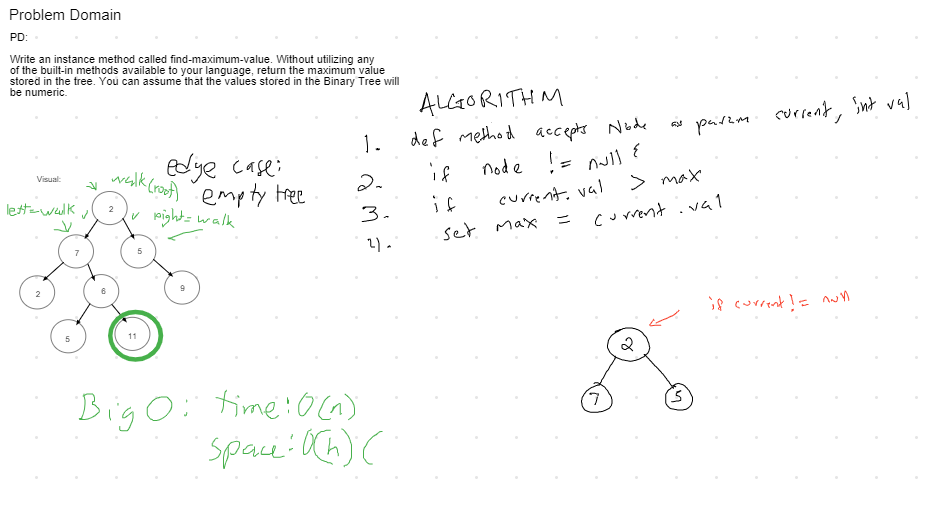 Problem Domain
PD:
Write an instance method called find-maximum-value. Without utilizing any
of the built-in methods available to your language, return the maximum value
stored in the tree. You can assume that the values stored in the Binary Tree will
be numeric.
ALGORITHM
1. def method accepts Node as param current, int val
2. if node != null {
3. if current.val > max
4. set max = current.val
edge case:
empty tree
Visual:
walk(root)
left=walk
right=walk
2
7
5
2
6
9
5
11
if current != null
2
7
5
Big O: time: O(n)
space: O(h) (